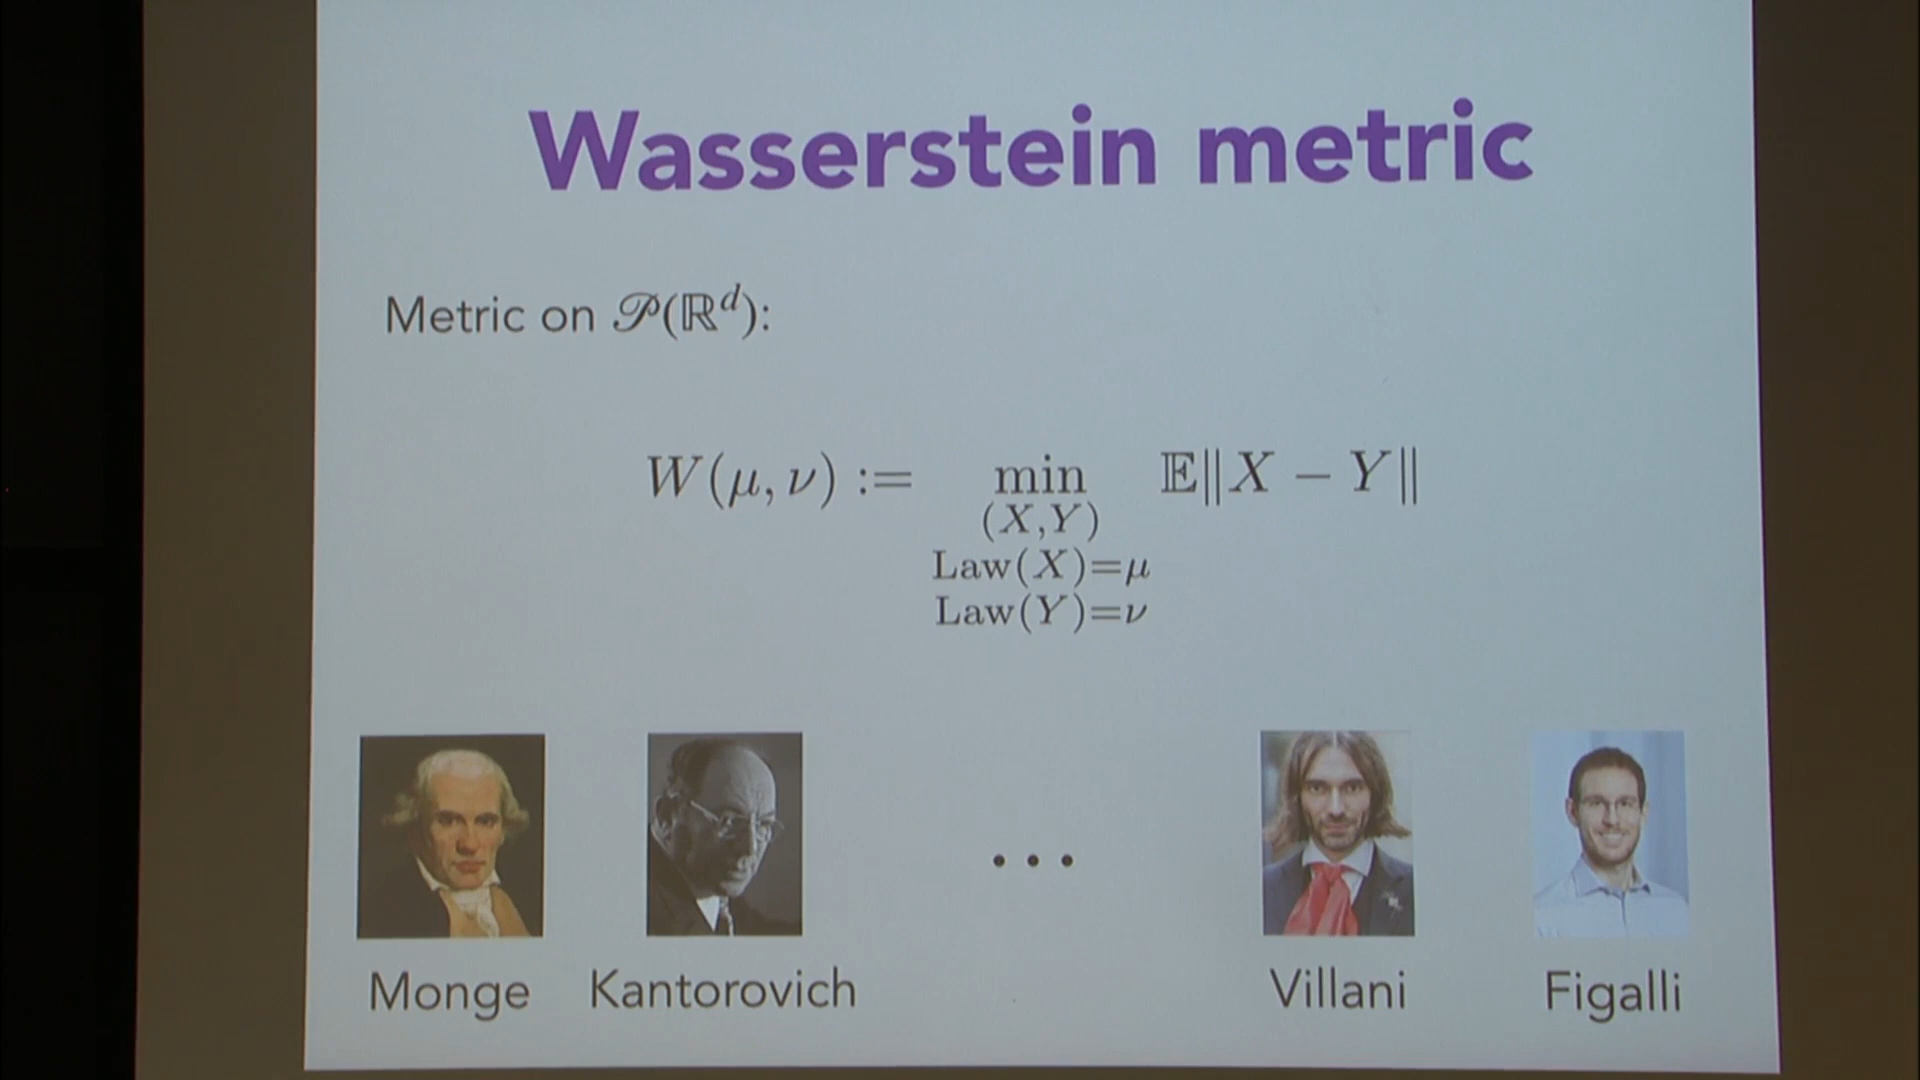 Wasserstein metric
Metric on 𝒫(ℝ^d):
W(μ, ν) := min E‖X − Y‖
(X,Y)
Law(X)=μ
Law(Y)=ν
...
Monge Kantorovich Villani Figalli